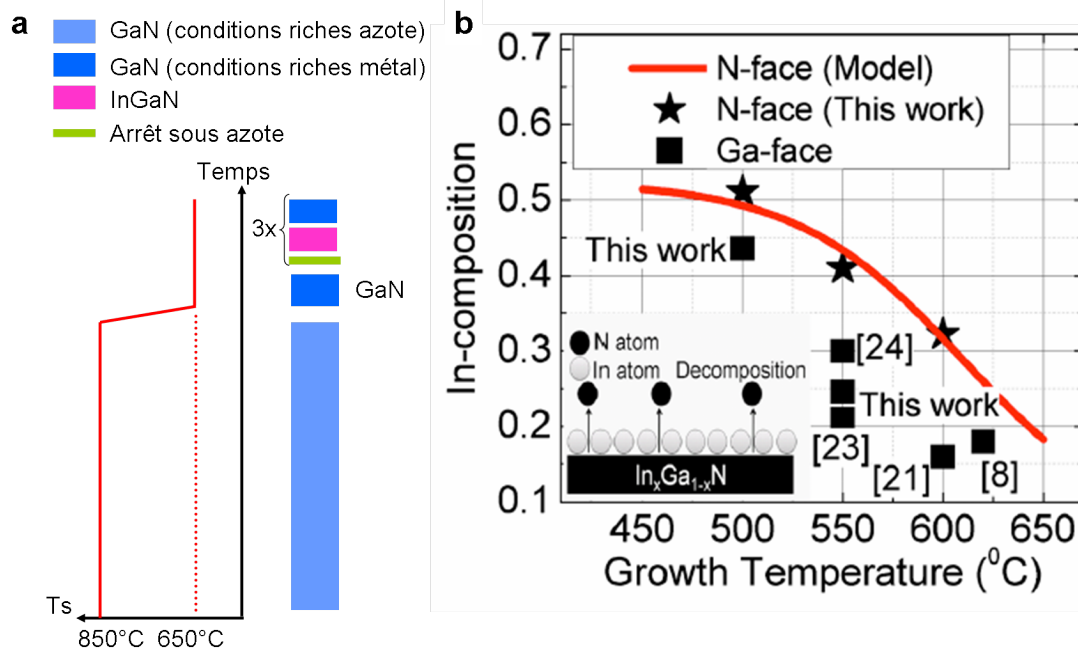 a
GaN (conditions riches azote)
GaN (conditions riches métal)
InGaN
Arrêt sous azote
Temps
3x
GaN
Ts
850°C 650°C
b
N-face (Model)
N-face (This work)
Ga-face
In-composition
0.7
0.6
0.5
0.4
0.3
0.2
0.1
This work
[24]
This work
[23]
[21]
[8]
N atom
In atom Decomposition
InₓGa₁₋ₓN
450 500 550 600 650
Growth Temperature (⁰C)